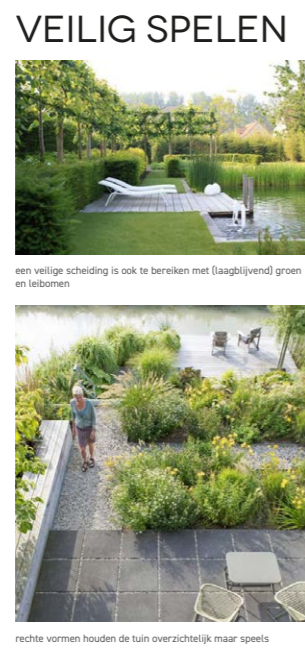 VEILIG SPELEN
een veilige scheiding is ook te bereiken met (laagblijvend) groen
en leibomen
rechte vormen houden de tuin overzichtelijk maar speels